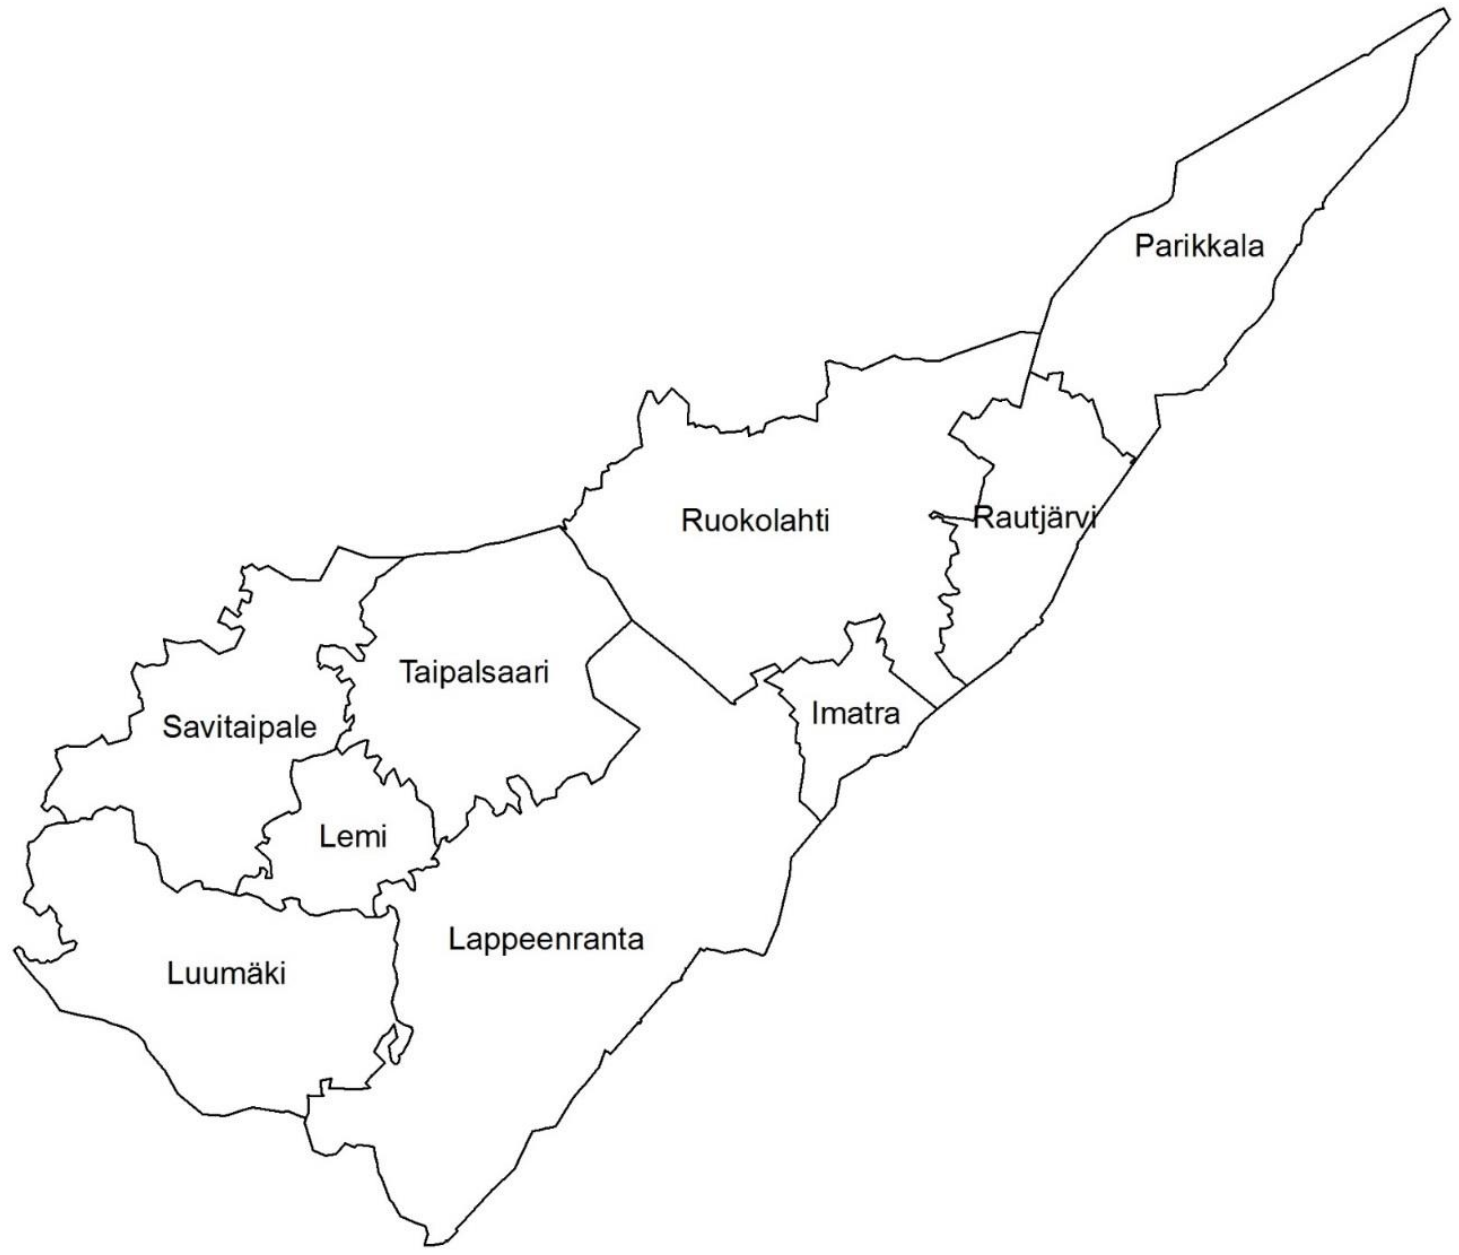 Parikkala
Ruokolahti
Rautjärvi
Taipalsaari
Imatra
Savitaipale
Lemi
Lappeenranta
Luumäki